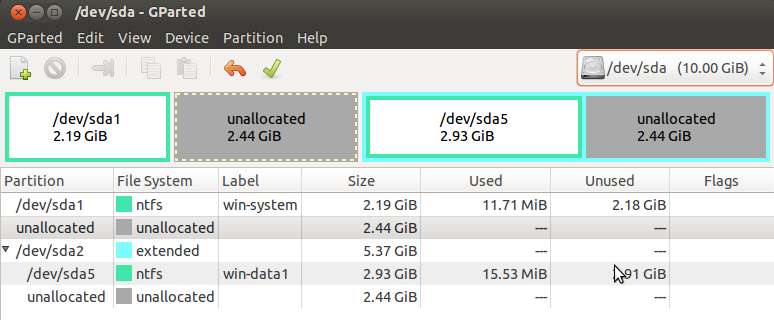 /dev/sda - GParted
GParted Edit View Device Partition Help
/dev/sda (10.00 GiB)
/dev/sda1
2.19 GiB
unallocated
2.44 GiB
/dev/sda5
2.93 GiB
unallocated
2.44 GiB
Partition File System Label Size Used Unused Flags
/dev/sda1 ntfs win-system 2.19 GiB 11.71 MiB 2.18 GiB
unallocated unallocated 2.44 GiB --- ---
/dev/sda2 extended 5.37 GiB --- ---
/dev/sda5 ntfs win-data1 2.93 GiB 15.53 MiB 91 GiB
unallocated unallocated 2.44 GiB --- ---